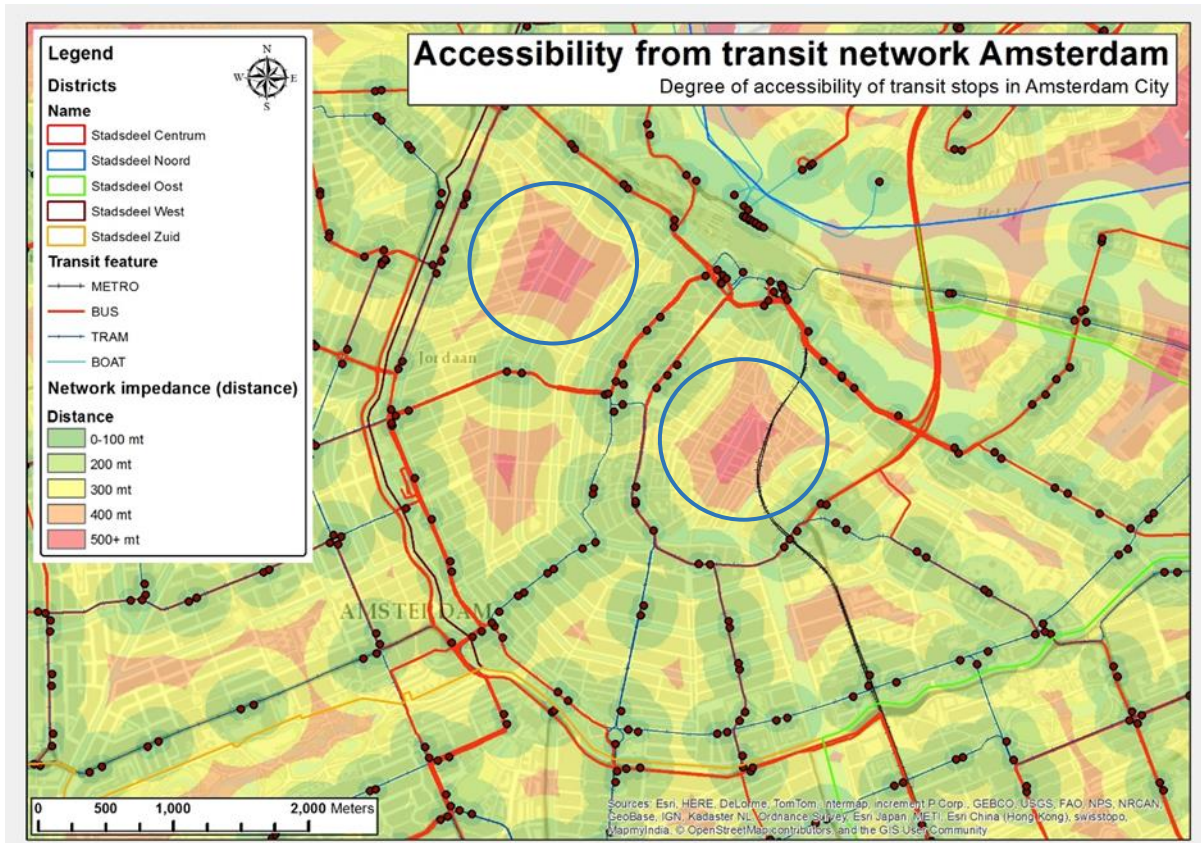 Accessibility from transit network Amsterdam
Degree of accessibility of transit stops in Amsterdam City
Legend
N
W E
S
Districts
Name
Stadsdeel Centrum
Stadsdeel Noord
Stadsdeel Oost
Stadsdeel West
Stadsdeel Zuid
Transit feature
METRO
BUS
TRAM
BOAT
Network impedance (distance)
Distance
0-100 mt
200 mt
300 mt
400 mt
500+ mt
Het
Jordaan
AMSTERDAM
0 500 1,000 2,000 Meters
Sources: Esri, HERE, DeLorme, TomTom, Intermap, increment P Corp., GEBCO, USGS, FAO, NPS, NRCAN,
GeoBase, IGN, Kadaster NL, Ordnance Survey, Esri Japan, METI, Esri China (Hong Kong), swisstopo,
MapmyIndia, © OpenStreetMap contributors, and the GIS User Community